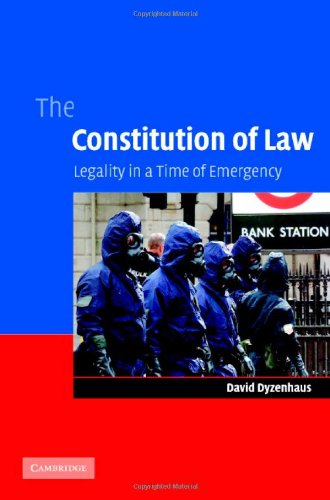 The
Constitution of Law
Legality in a Time of Emergency
BANK STATION
David Dyzenhaus
CAMBRIDGE